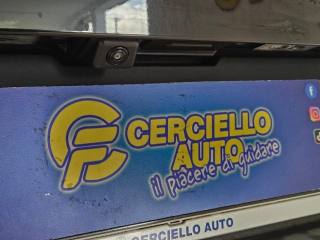 CERCIELLO
AUTO
il piacere di guidare
CERCIELLO AUTO